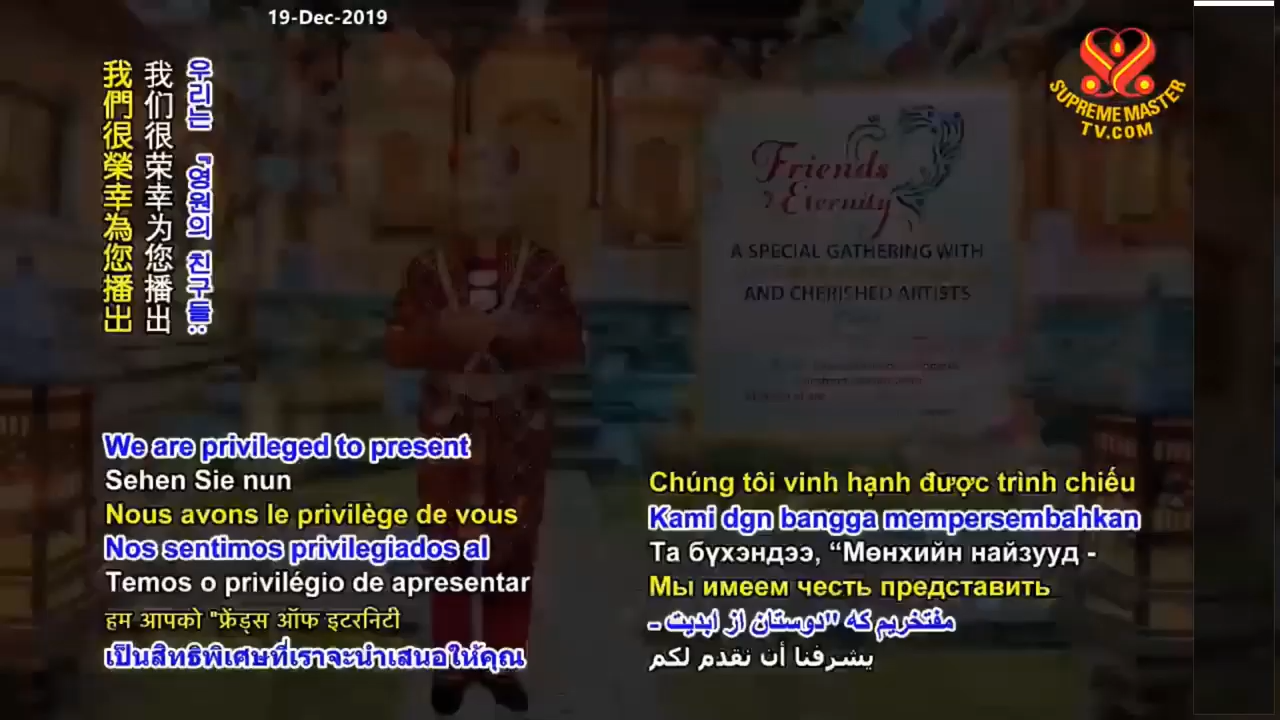 19-Dec-2019
SUPREME MASTER
TV.COM
우리는 『영원의 친구들:
我们很荣幸为您播出
我們很榮幸為您播出
Friends
Eternity
A SPECIAL GATHERING WITH
AND CHERISHED ARTISTS
We are privileged to present
Sehen Sie nun
Nous avons le privilège de vous
Nos sentimos privilegiados al
Temos o privilégio de apresentar
हम आपको "फ्रेंड्स ऑफ इटरनिटी
เป็นสิทธิพิเศษที่เราจะนำเสนอให้คุณ
Chúng tôi vinh hạnh được trình chiếu
Kami dgn bangga mempersembahkan
Та бүхэндээ, “Мөнхийн найзууд -
Мы имеем честь представить
مفتخریم که "دوستان از ابدیت -
يشرفنا أن نقدم لكم